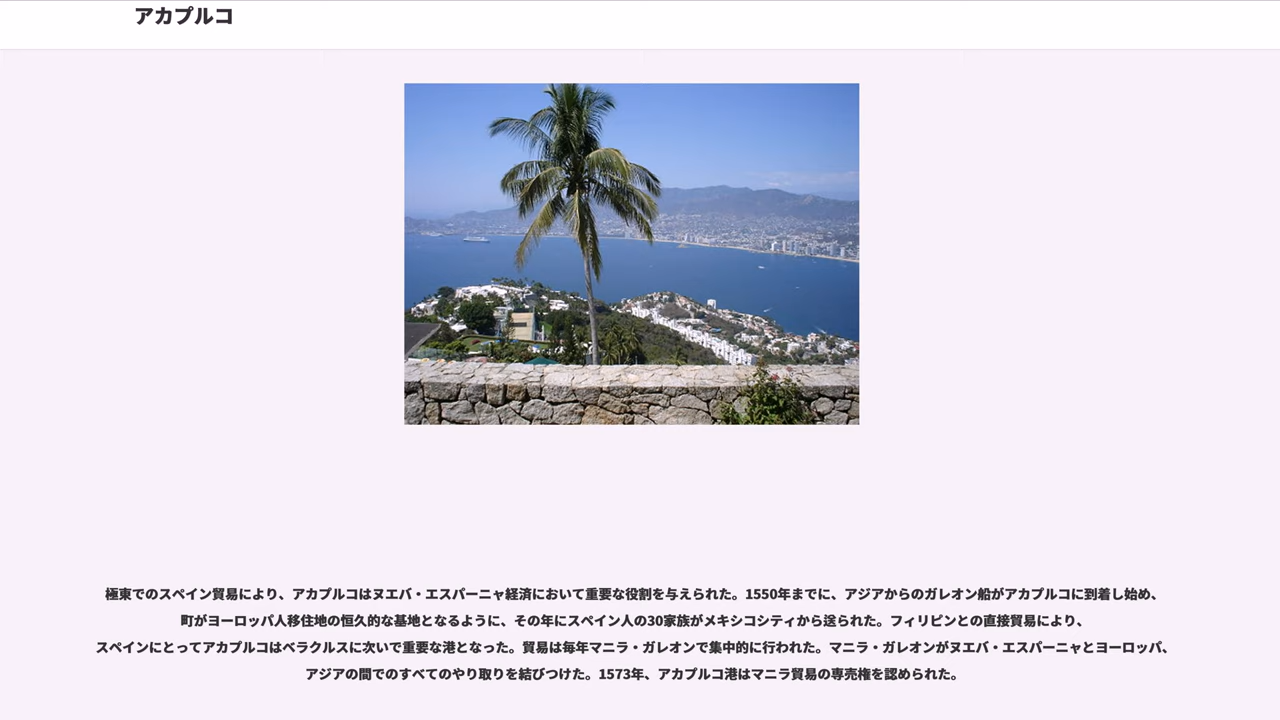 アカプルコ
極東でのスペイン貿易により、アカプルコはヌエバ・エスパーニャ経済において重要な役割を与えられた。1550年までに、アジアからのガレオン船がアカプルコに到着し始め、
町がヨーロッパ人移住地の恒久的な基地となるように、その年にスペイン人の30家族がメキシコシティから送られた。フィリピンとの直接貿易により、
スペインにとってアカプルコはベラクルスに次いで重要な港となった。貿易は毎年マニラ・ガレオンで集中的に行われた。マニラ・ガレオンがヌエバ・エスパーニャとヨーロッパ、
アジアの間でのすべてのやり取りを結びつけた。1573年、アカプルコ港はマニラ貿易の専売権を認められた。